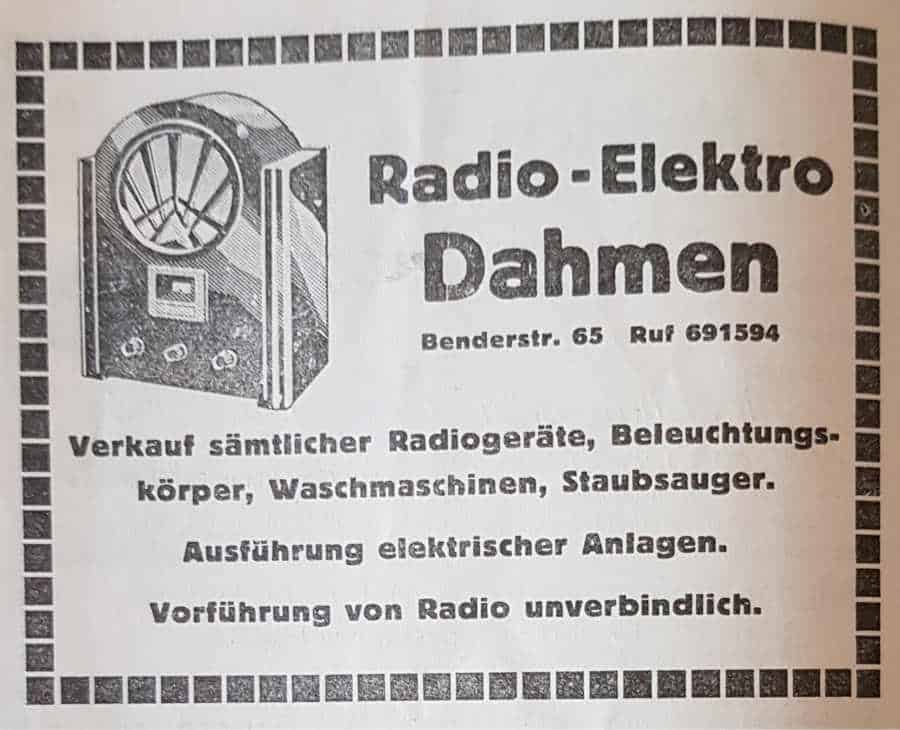 Radio-Elektro
Dahmen
Benderstr. 65 Ruf 691594
Verkauf sämtlicher Radiogeräte, Beleuchtungs-
körper, Waschmaschinen, Staubsauger.
Ausführung elektrischer Anlagen.
Vorführung von Radio unverbindlich.